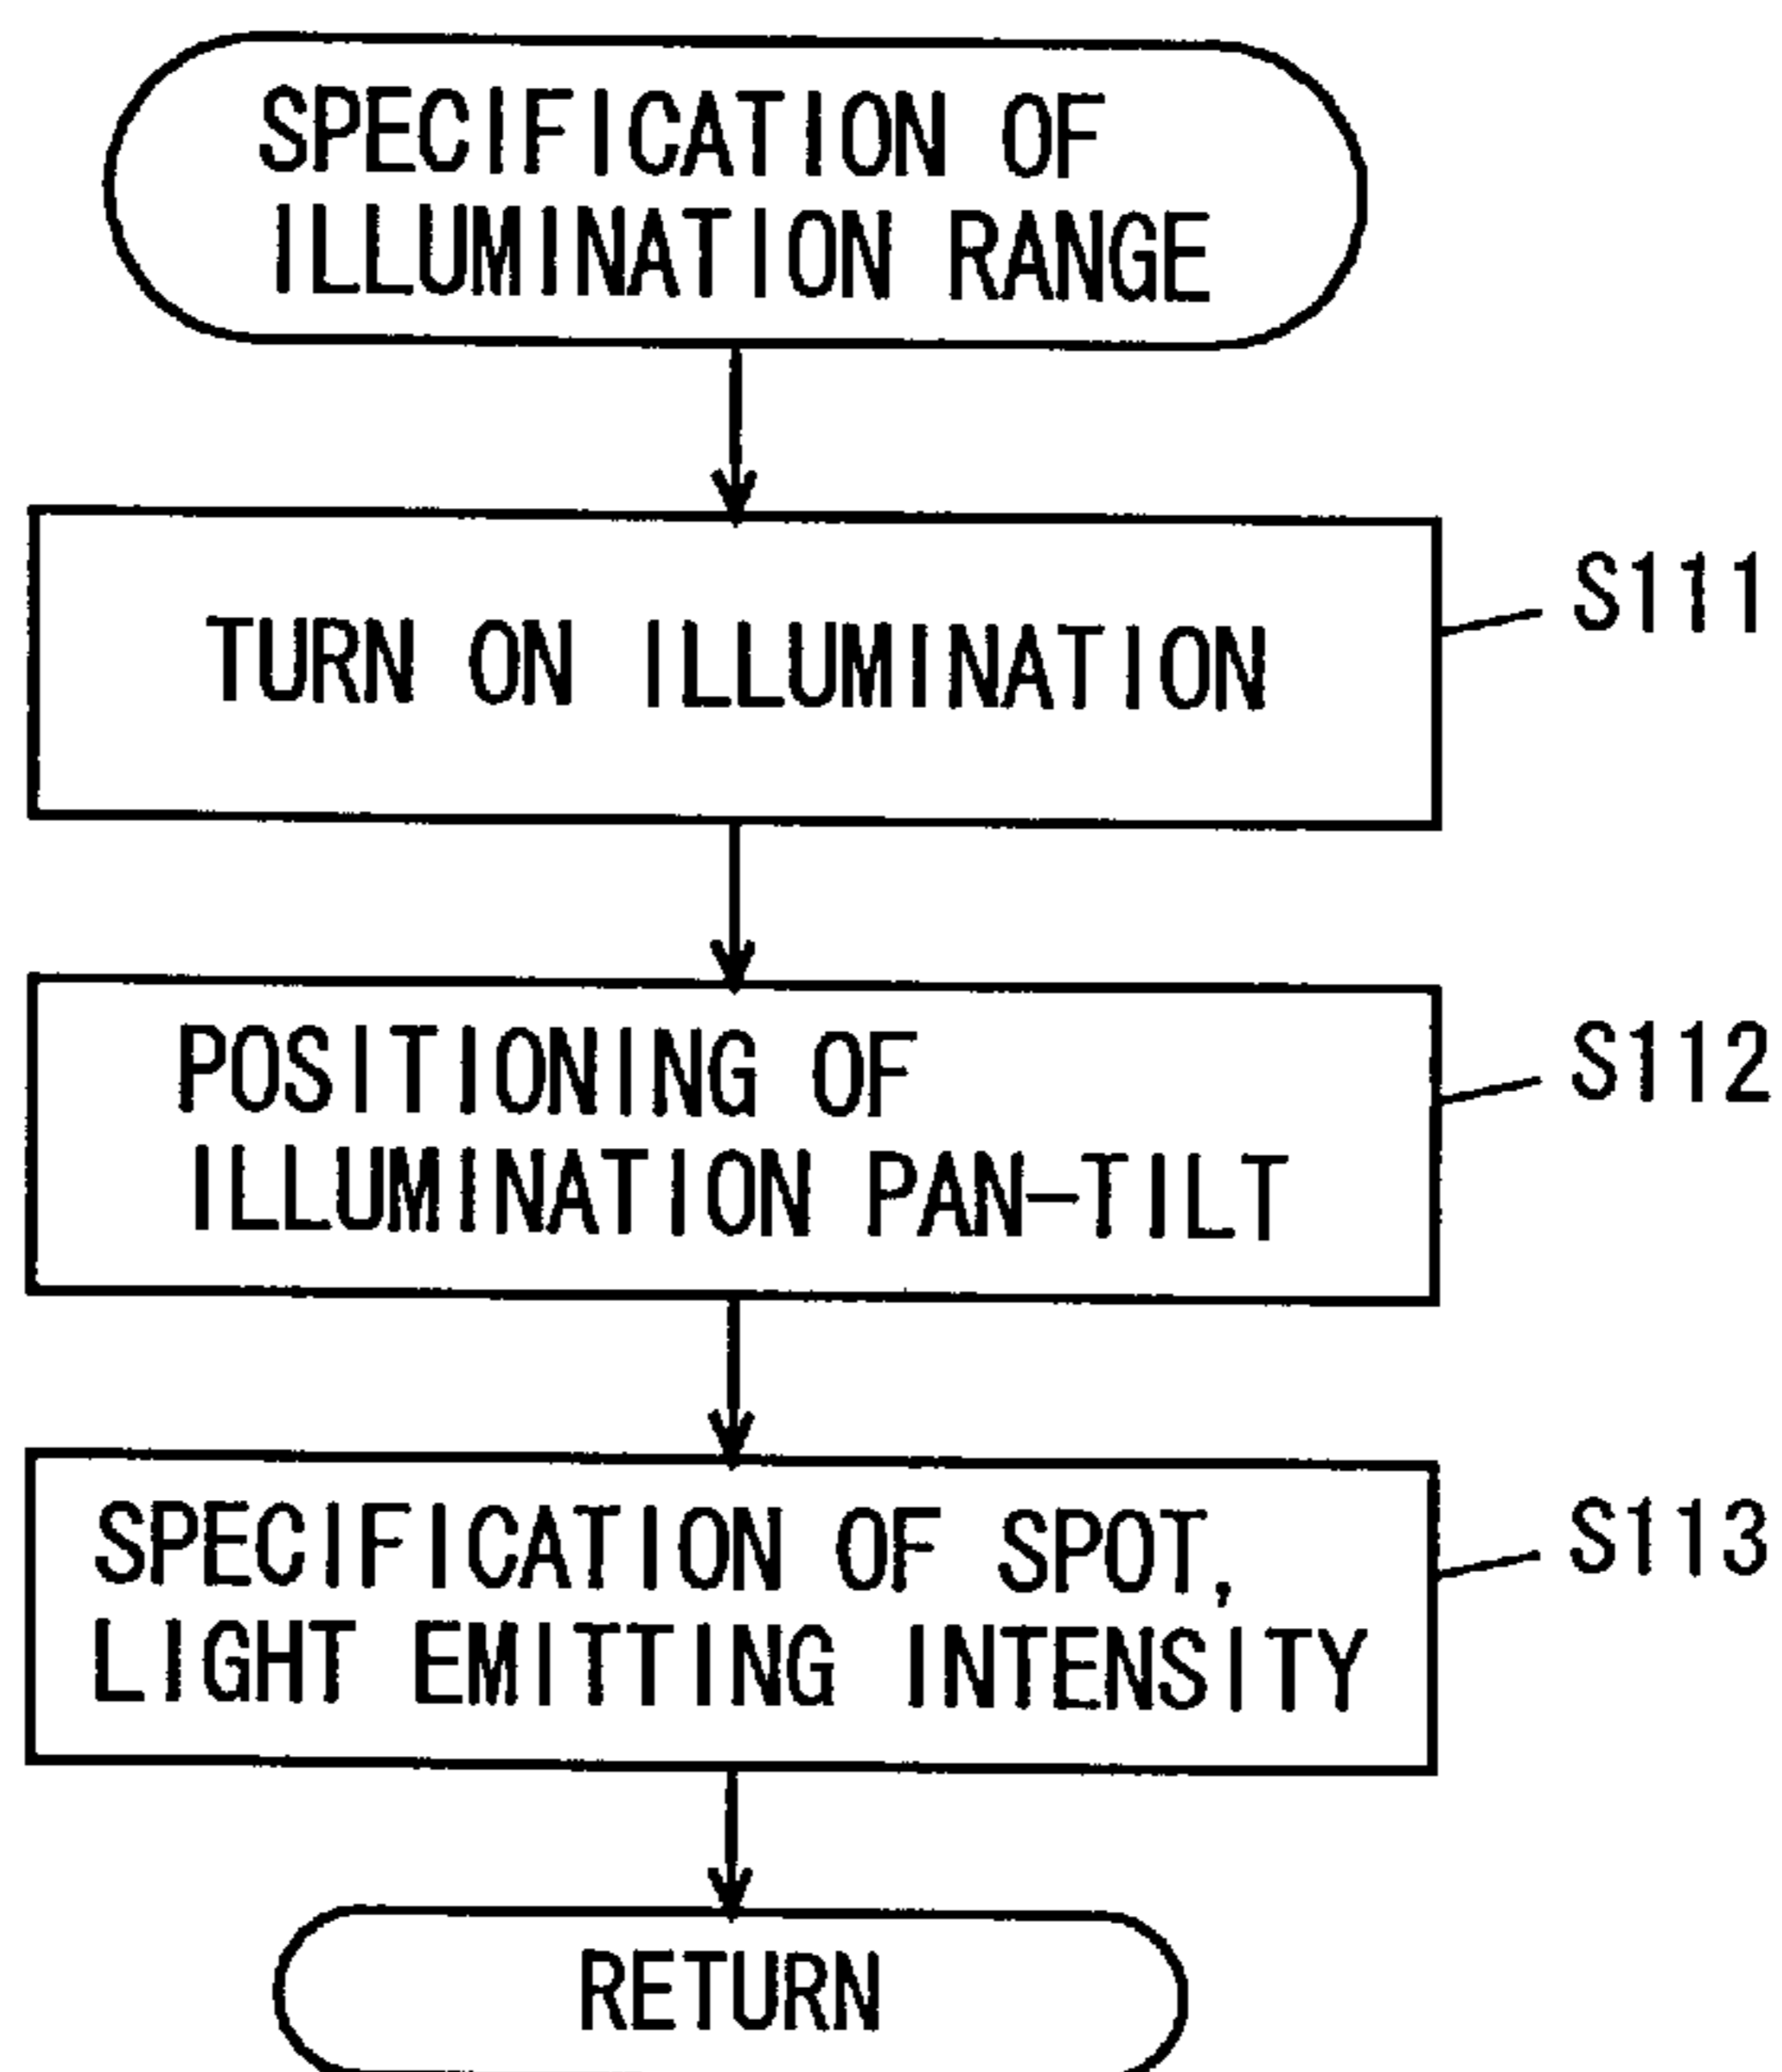 SPECIFICATION OF
ILLUMINATION RANGE
TURN ON ILLUMINATION
S111
POSITIONING OF
ILLUMINATION PAN-TILT
S112
SPECIFICATION OF SPOT,
LIGHT EMITTING INTENSITY
S113
RETURN